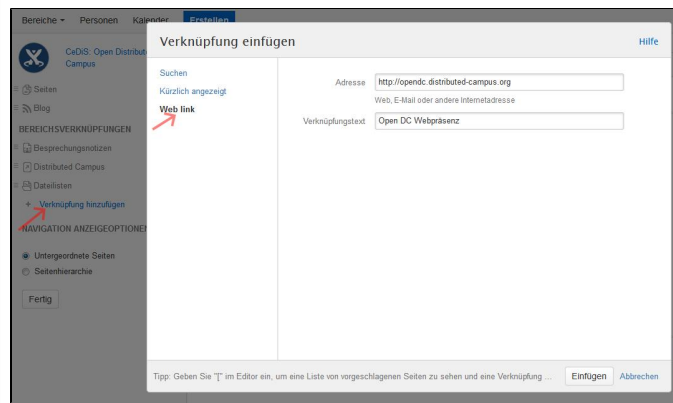 Bereiche Personen Kalender Erstellen
CeDiS: Open Distribut
Campus
Seiten
Blog
BEREICHSVERKNÜPFUNGEN
Besprechungsnotizen
Distributed Campus
Dateilisten
+ Verknüpfung hinzufügen
NAVIGATION ANZEIGEOPTIONEN
Untergeordnete Seiten
Seitenhierarchie
Fertig
Verknüpfung einfügen
Hilfe
Suchen
Kürzlich angezeigt
Web link
Adresse http://opendc.distributed-campus.org
Web, E-Mail oder andere Internetadresse
Verknüpfungstext Open DC Webpräsenz
Tipp: Geben Sie "[" im Editor ein, um eine Liste von vorgeschlagenen Seiten zu sehen und eine Verknüpfung ... Einfügen Abbrechen